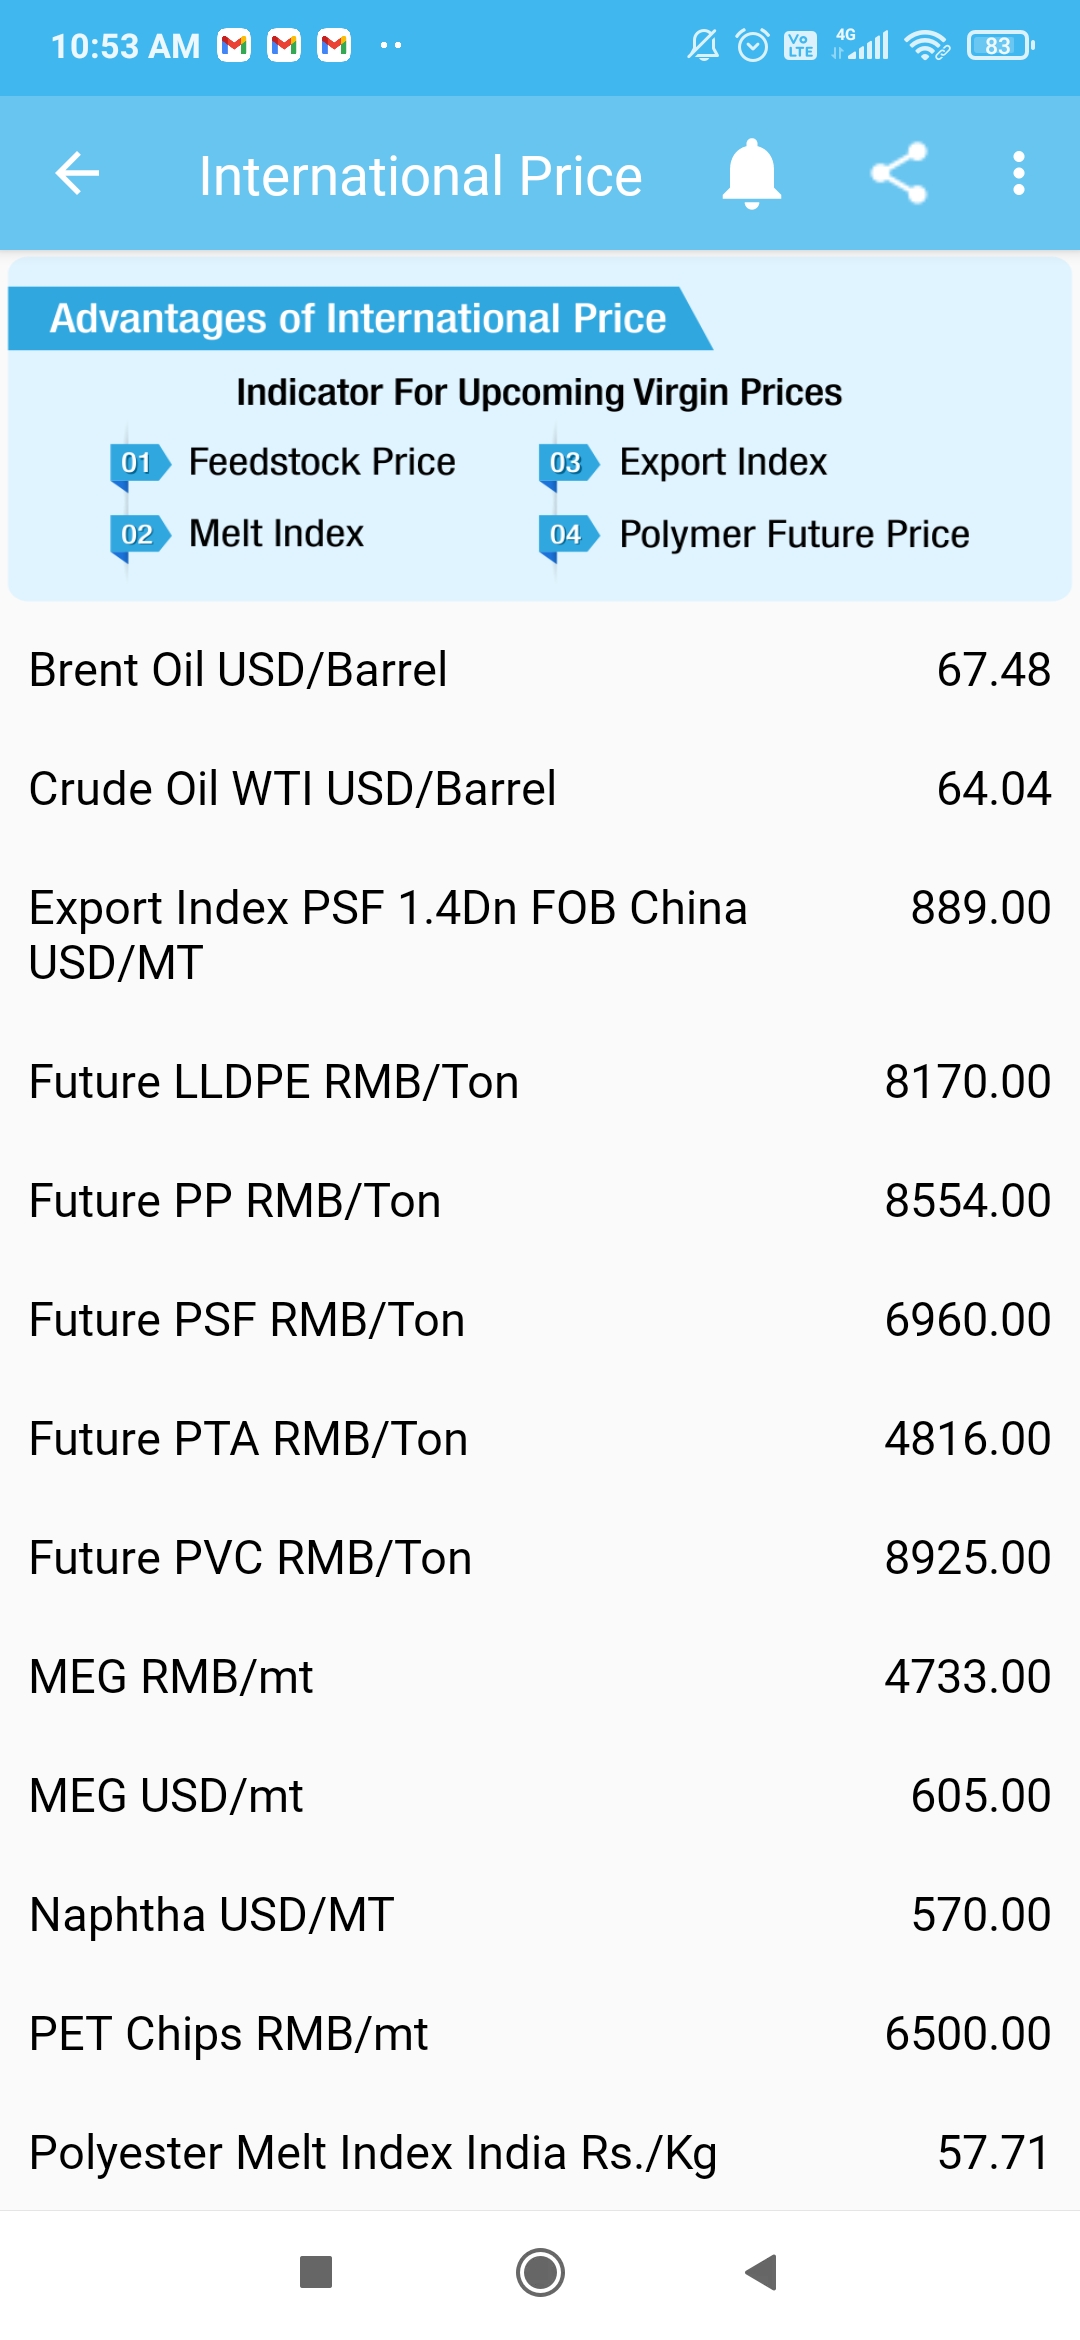 10:53 AM
Vo LTE
4G
83
International Price
Advantages of International Price
Indicator For Upcoming Virgin Prices
01 Feedstock Price
03 Export Index
02 Melt Index
04 Polymer Future Price
Brent Oil USD/Barrel 67.48
Crude Oil WTI USD/Barrel 64.04
Export Index PSF 1.4Dn FOB China 889.00
USD/MT
Future LLDPE RMB/Ton 8170.00
Future PP RMB/Ton 8554.00
Future PSF RMB/Ton 6960.00
Future PTA RMB/Ton 4816.00
Future PVC RMB/Ton 8925.00
MEG RMB/mt 4733.00
MEG USD/mt 605.00
Naphtha USD/MT 570.00
PET Chips RMB/mt 6500.00
Polyester Melt Index India Rs./Kg 57.71